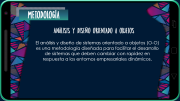 METODOLOGÍA
ANÁLISIS Y DISEÑO ORIENTADO A OBJETOS
El análisis y diseño de sistemas orientado a objetos (O-O)
es una metodología diseñada para facilitar el desarrollo
de sistemas que deben cambiar con rapidez en
respuesta a los entornos empresariales dinámicos.